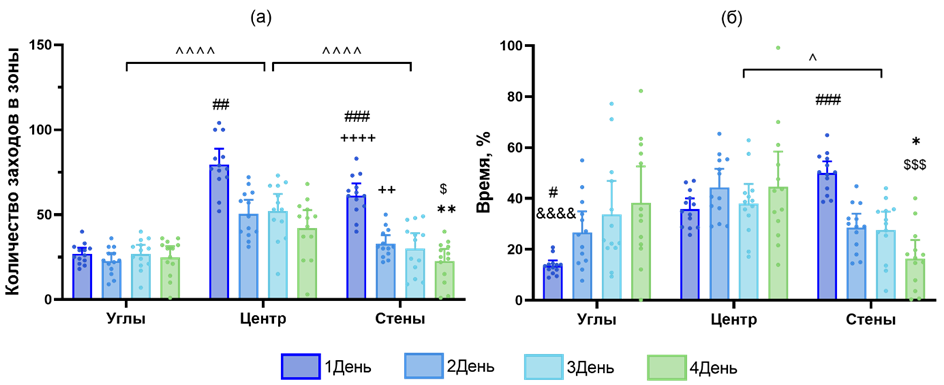 (а)
Количество заходов в зоны
150
100
50
0
^^^^
^^^^
##
###
++++
++
$
**
Углы
Центр
Стены
(б)
Время, %
100
80
60
40
20
0
^
#
&&&&
###
*
$$$
Углы
Центр
Стены
1День
2День
3День
4День